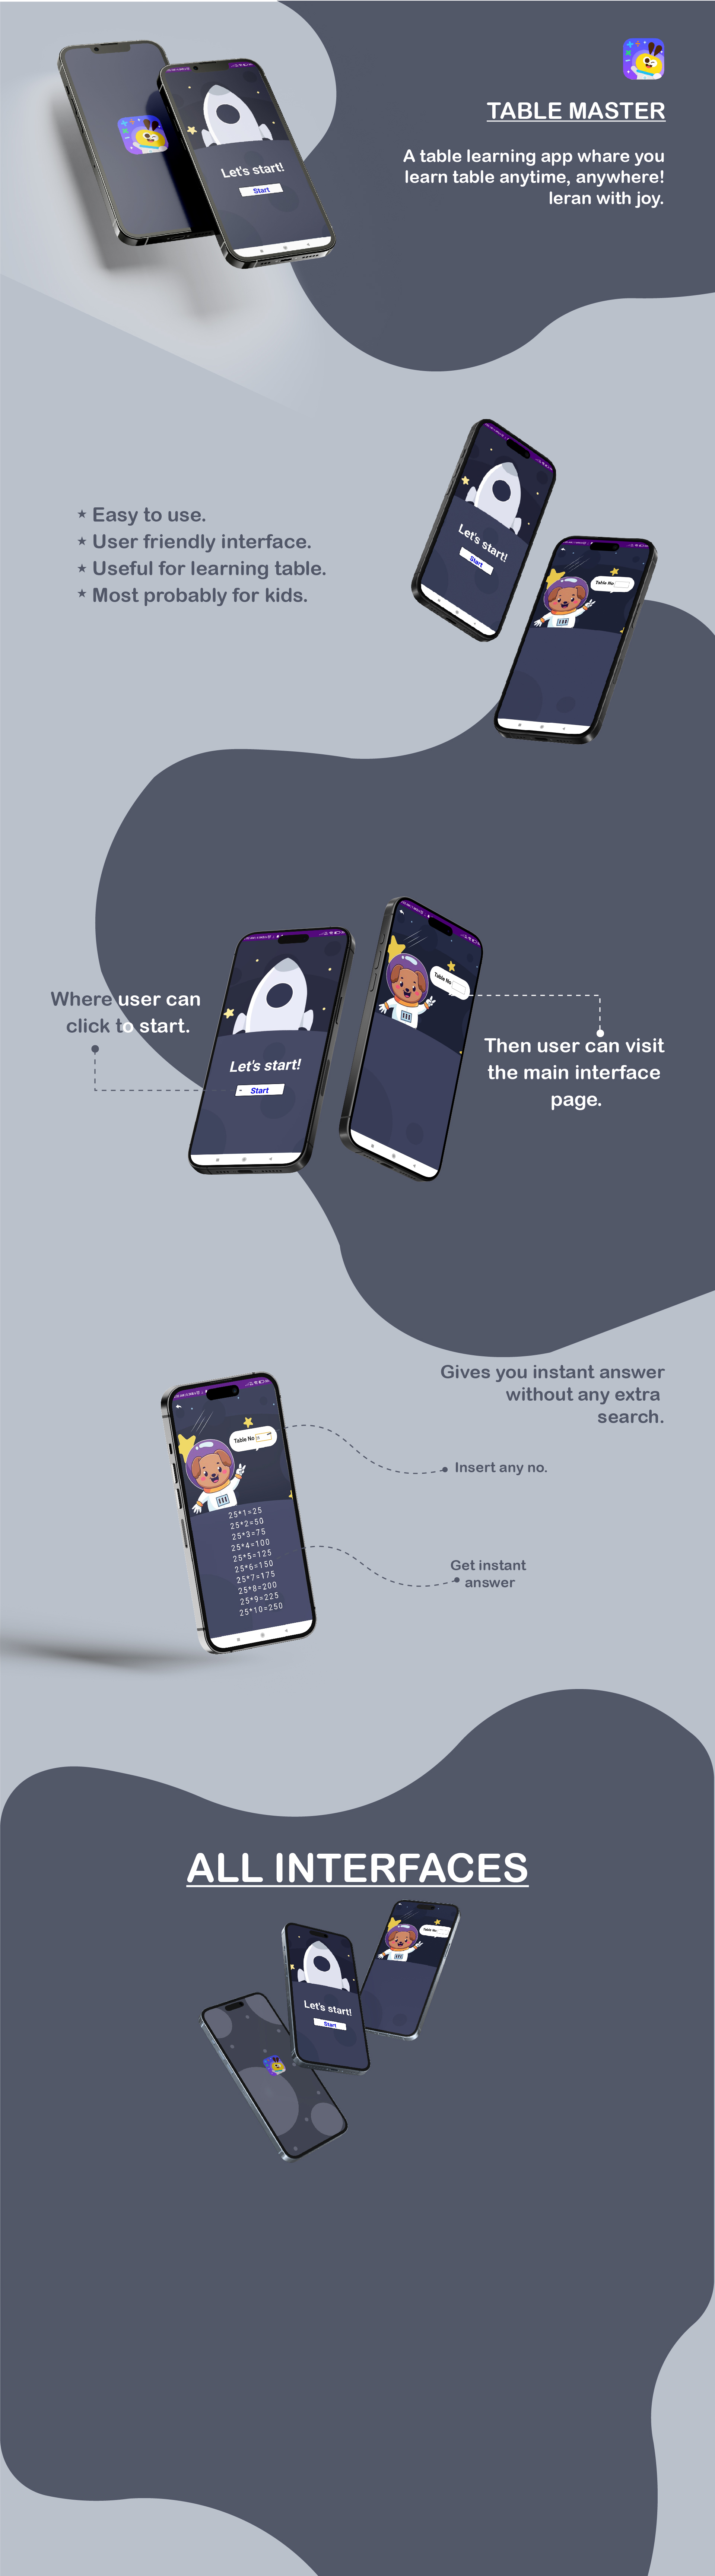 TABLE MASTER
A table learning app whare you
learn table anytime, anywhere!
leran with joy.
Let's start!
Start
★ Easy to use.
★ User friendly interface.
★ Useful for learning table.
★ Most probably for kids.
Let's start!
Start
Table No
Where user can
click to start.
Let's start!
Start
Table No
Then user can visit
the main interface
page.
Gives you instant answer
without any extra
search.
Table No
Insert any no.
25*1=25
25*2=50
25*3=75
25*4=100
25*5=125
25*6=150
25*7=175
25*8=200
25*9=225
25*10=250
Get instant
answer
ALL INTERFACES
Table No
Let's start!
Start